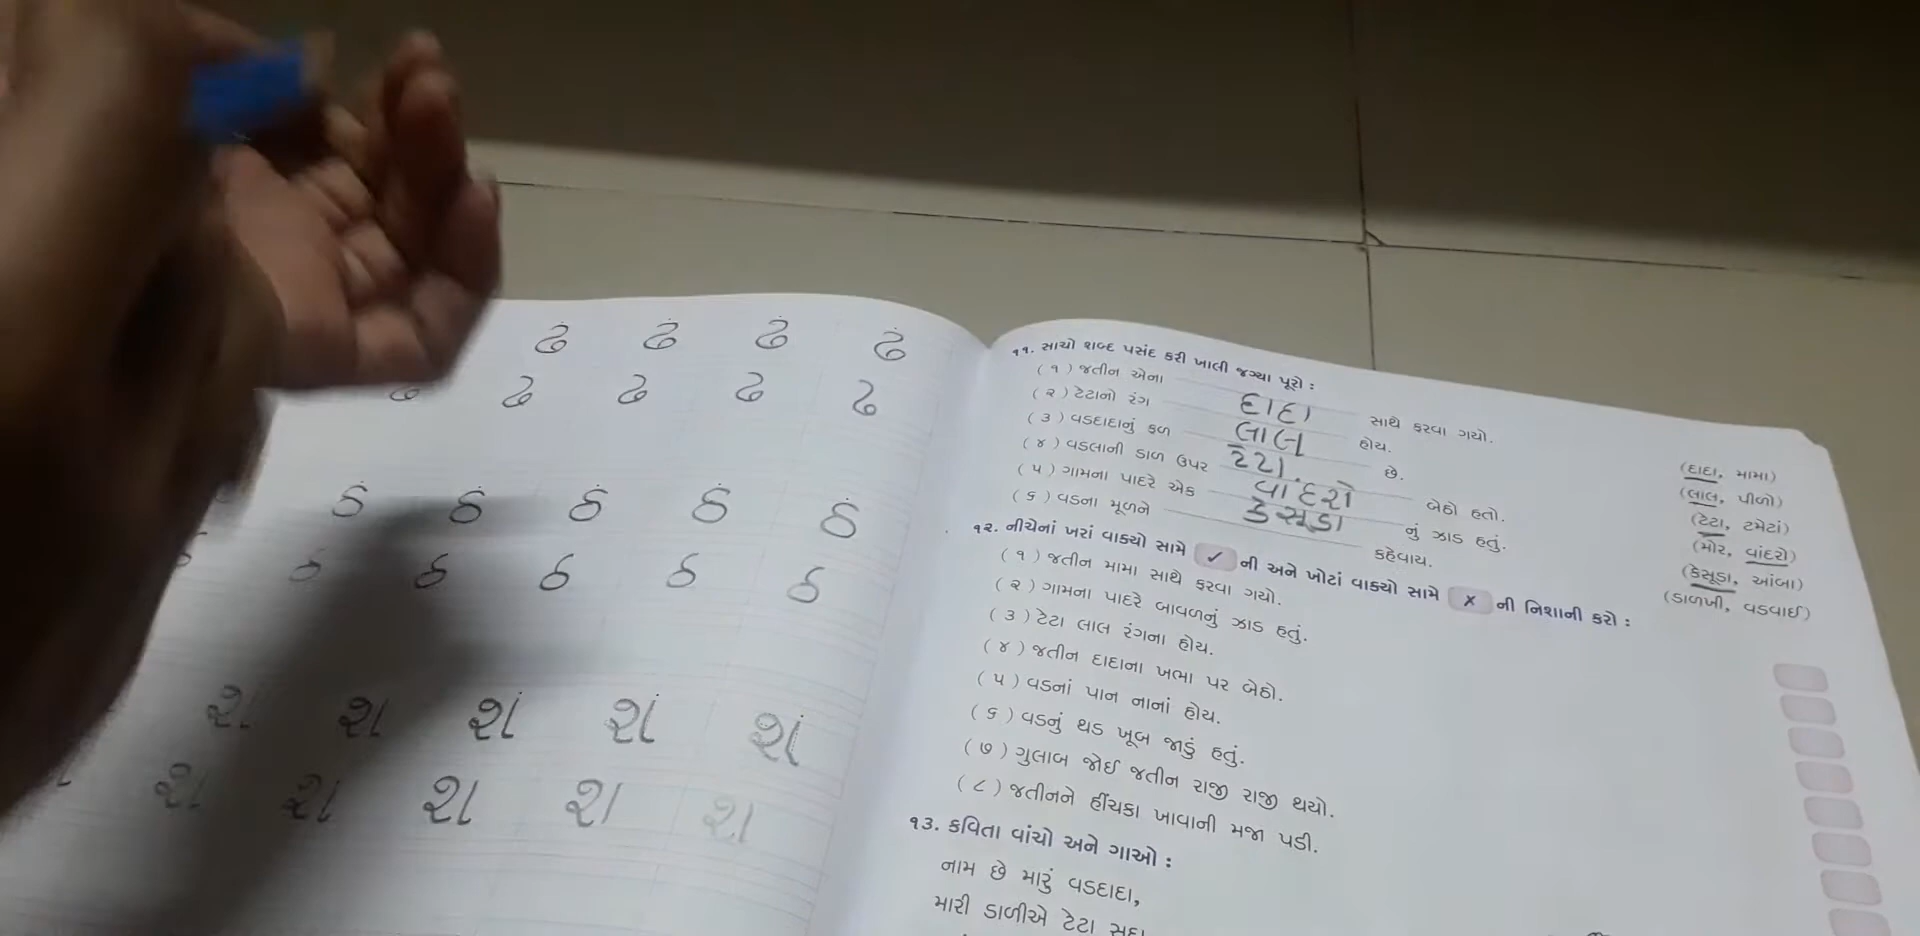 ઢં ઢં ઢં ઢં
ઢ ઢ ઢ ઢ ઢ
ઠં ઠં ઠં ઠં ઠં
ઠ ઠ ઠ ઠ ઠ
શ શ શં શં શં
શ શ શ શ શ
૧૧. સાચો શબ્દ પસંદ કરી ખાલી જગ્યા પૂરો :
(૧) જતીન એના દાદા સાથે ફરવા ગયો. (દાદા, મામા)
(૨) ટેટાનો રંગ લાલ હોય. (લાલ, પીળો)
(૩) વડદાદાનું ફળ ટેટા છે. (ટેટા, ટમેટાં)
(૪) વડલાની ડાળ ઉપર વાંદરો બેઠો હતો. (મોર, વાંદરો)
(૫) ગામના પાદરે એક કેસૂડા નું ઝાડ હતું. (કેસૂડા, આંબા)
(૬) વડના મૂળને કહેવાય. (ડાળખી, વડવાઈ)
૧૨. નીચેનાં ખરાં વાક્યો સામે ✓ ની અને ખોટાં વાક્યો સામે ✗ ની નિશાની કરો :
(૧) જતીન મામા સાથે ફરવા ગયો.
(૨) ગામના પાદરે બાવળનું ઝાડ હતું.
(૩) ટેટા લાલ રંગના હોય.
(૪) જતીન દાદાના ખભા પર બેઠો.
(૫) વડનાં પાન નાનાં હોય.
(૬) વડનું થડ ખૂબ જાડું હતું.
(૭) ગુલાબ જોઈ જતીન રાજી રાજી થયો.
(૮) જતીનને હીંચકા ખાવાની મજા પડી.
૧૩. કવિતા વાંચો અને ગાઓ :
નામ છે મારું વડદાદા,
મારી ડાળીએ ટેટા